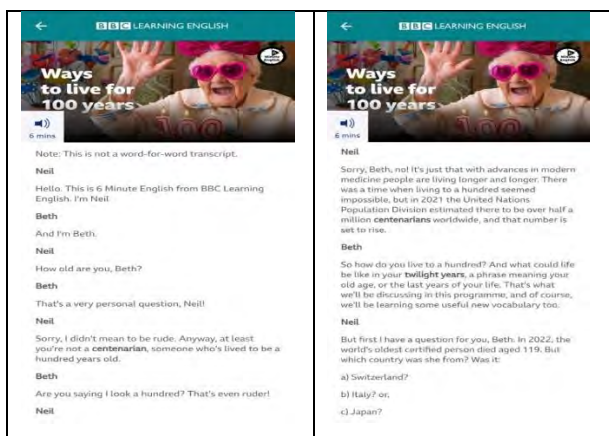 BBC LEARNING ENGLISH
Ways
to live for
100 years
6 mins
Note: This is not a word-for-word transcript.
Neil
Hello. This is 6 Minute English from BBC Learning
English. I'm Neil
Beth
And I'm Beth.
Neil
How old are you, Beth?
Beth
That's a very personal question, Neil!
Neil
Sorry, I didn't mean to be rude. Anyway, at least
you're not a centenarian, someone who's lived to be a
hundred years old.
Beth
Are you saying I look a hundred? That's even ruder!
Neil
BBC LEARNING ENGLISH
Ways
to live for
100 years
6 mins
Neil
Sorry, Beth, no! It's just that with advances in modern
medicine people are living longer and longer. There
was a time when living to a hundred seemed
impossible, but in 2021 the United Nations
Population Division estimated there to be over half a
million centenarians worldwide, and that number is
set to rise.
Beth
So how do you live to a hundred? And what could life
be like in your twilight years, a phrase meaning your
old age, or the last years of your life. That's what
we'll be discussing in this programme, and of course,
we'll be learning some useful new vocabulary too.
Neil
But first I have a question for you, Beth. In 2022, the
world's oldest certified person died aged 119. But
which country was she from? Was it:
a) Switzerland?
b) Italy? or,
c) Japan?